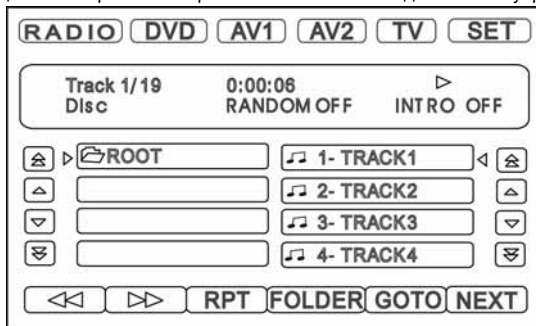 RADIO DVD AV1 AV2 TV SET
Track 1/19 0:00:06
Disc RANDOM OFF INTRO OFF
ROOT 1- TRACK1
2- TRACK2
3- TRACK3
4- TRACK4
RPT FOLDER GOTO NEXT